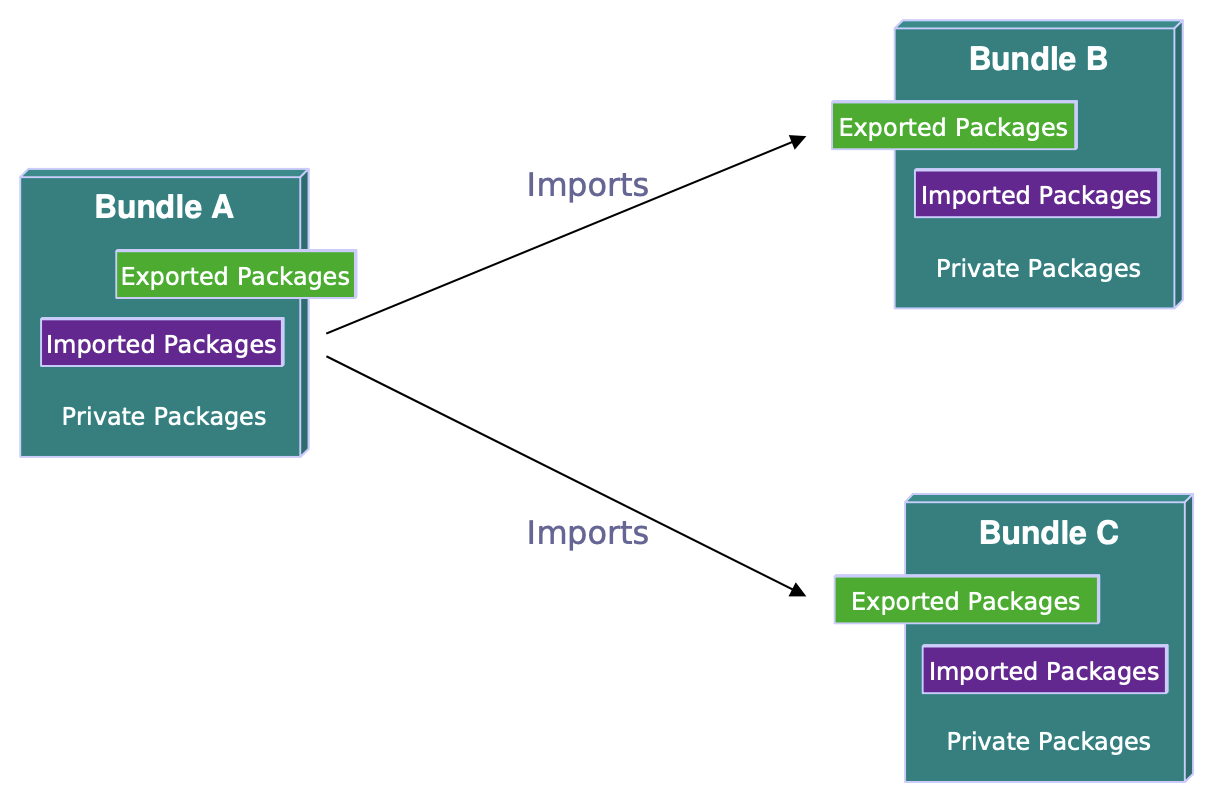 Bundle A
Exported Packages
Imported Packages
Private Packages
Imports
Imports
Bundle B
Exported Packages
Imported Packages
Private Packages
Bundle C
Exported Packages
Imported Packages
Private Packages